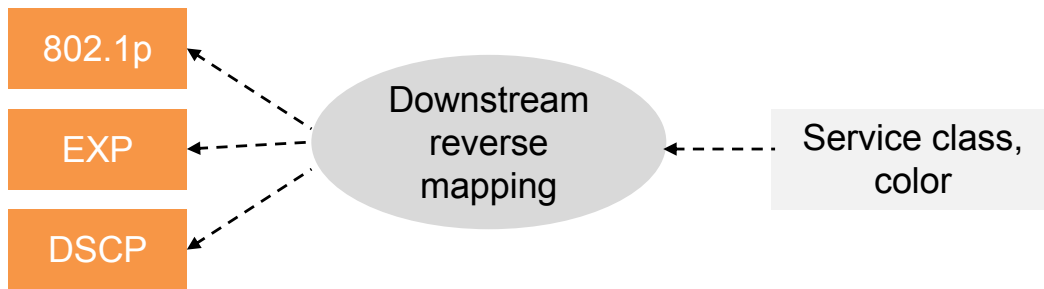 802.1p
EXP
DSCP
Downstream
reverse
mapping
Service class,
color